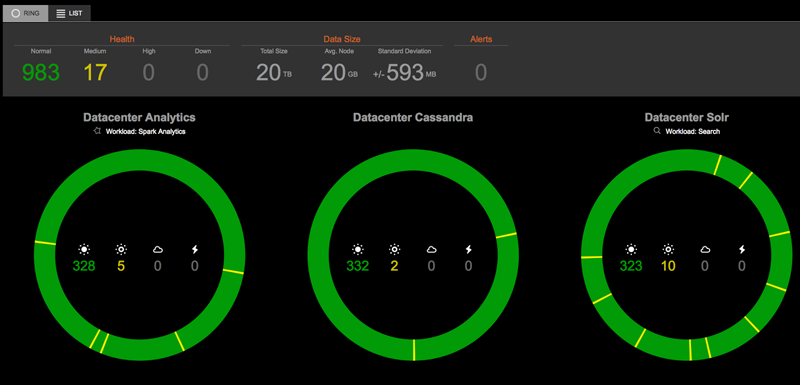 RING LIST
Health Data Size Alerts
Normal Medium High Down Total Size Avg. Node Standard Deviation
983 17 0 0 20 TB 20 GB +/- 593 MB 0
Datacenter Analytics Datacenter Cassandra Datacenter Solr
Workload: Spark Analytics Workload: Search
328 5 0 0 332 2 0 0 323 10 0 0